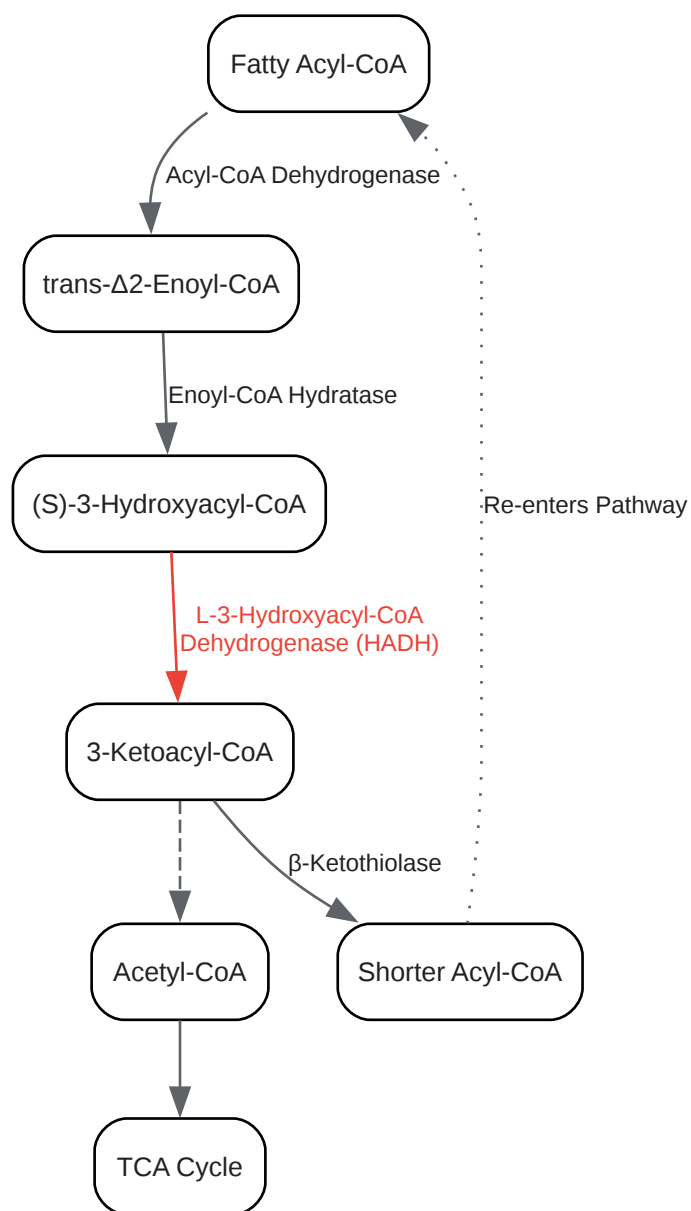 Fatty Acyl-CoA
Acyl-CoA Dehydrogenase
trans-Δ2-Enoyl-CoA
Enoyl-CoA Hydratase
(S)-3-Hydroxyacyl-CoA
Re-enters Pathway
L-3-Hydroxyacyl-CoA
Dehydrogenase (HADH)
3-Ketoacyl-CoA
β-Ketothiolase
Acetyl-CoA
Shorter Acyl-CoA
TCA Cycle